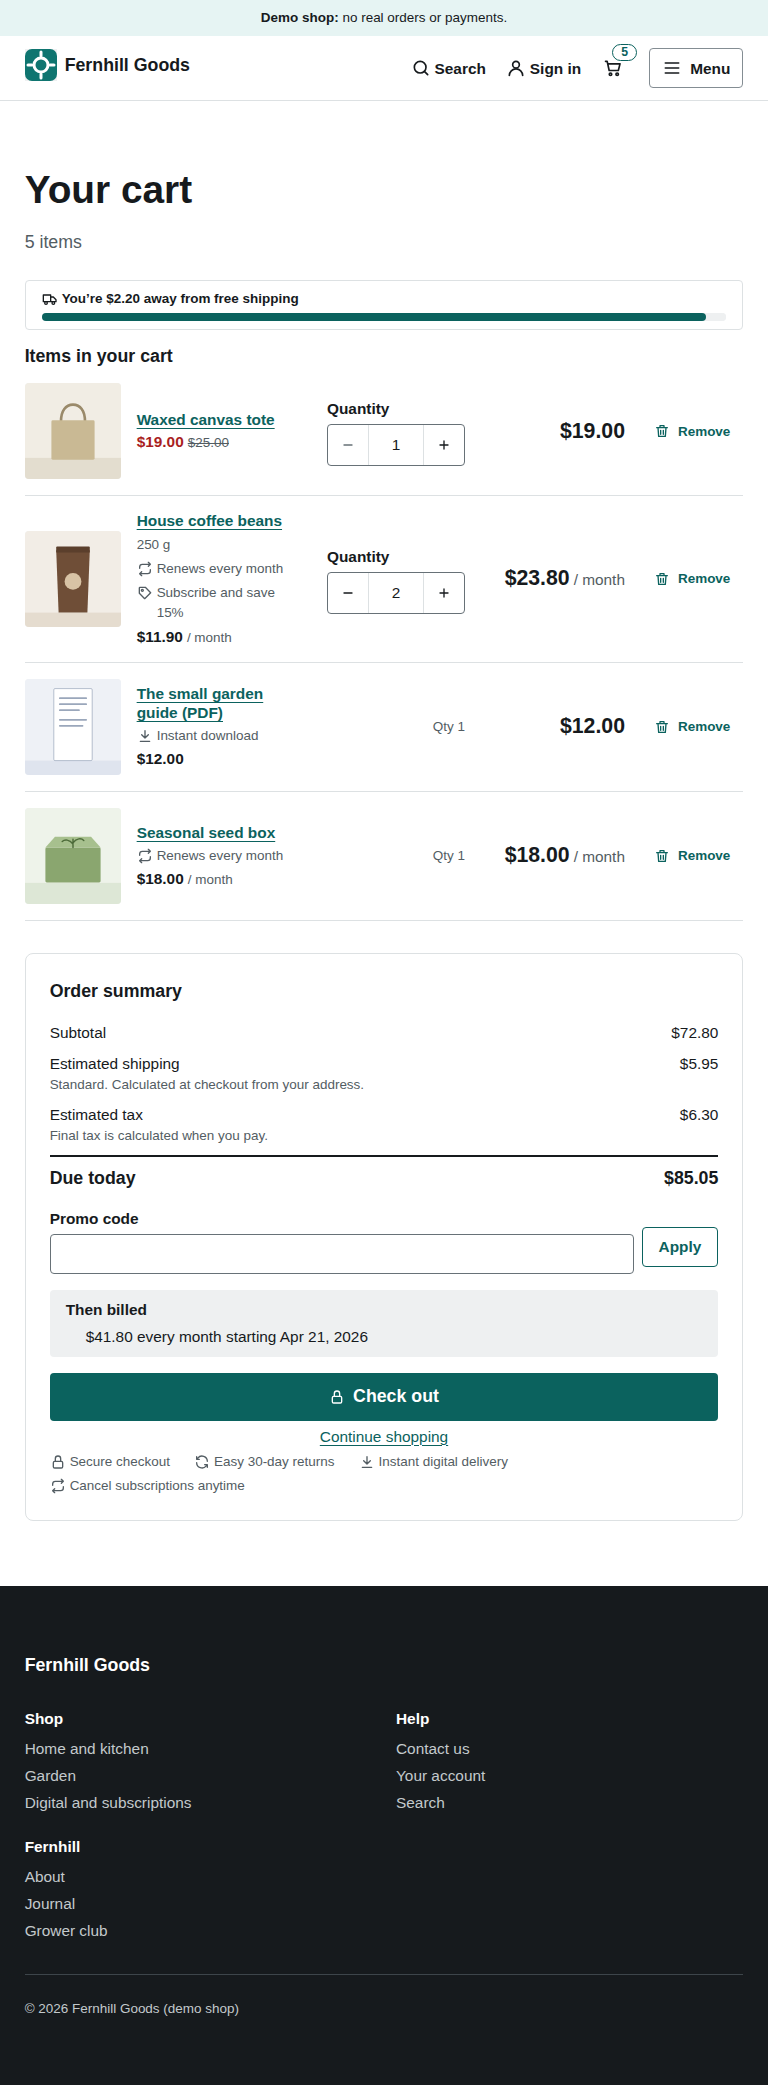 Demo shop: no real orders or payments.
Fernhill Goods
Search
Sign in
5
Menu
Your cart
5 items
You’re $2.20 away from free shipping
Items in your cart
Waxed canvas tote
$19.00 $25.00
Quantity
1
$19.00
Remove
House coffee beans
250 g
Renews every month
Subscribe and save
15%
$11.90 / month
Quantity
2
$23.80 / month
Remove
The small garden
guide (PDF)
Instant download
$12.00
Qty 1
$12.00
Remove
Seasonal seed box
Renews every month
$18.00 / month
Qty 1
$18.00 / month
Remove
Order summary
Subtotal $72.80
Estimated shipping $5.95
Standard. Calculated at checkout from your address.
Estimated tax $6.30
Final tax is calculated when you pay.
Due today $85.05
Promo code
Apply
Then billed
$41.80 every month starting Apr 21, 2026
Check out
Continue shopping
Secure checkout Easy 30-day returns Instant digital delivery
Cancel subscriptions anytime
Fernhill Goods
Shop
Home and kitchen
Garden
Digital and subscriptions
Help
Contact us
Your account
Search
Fernhill
About
Journal
Grower club
© 2026 Fernhill Goods (demo shop)